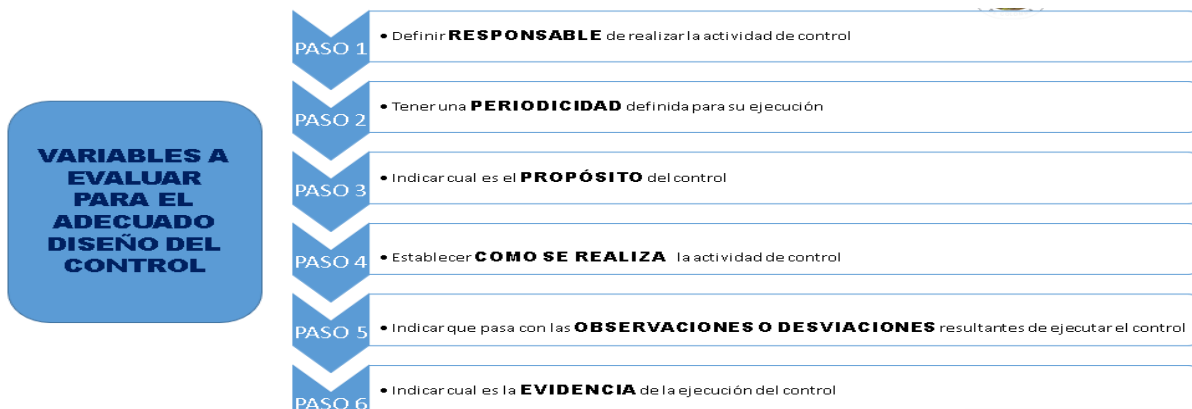 VARIABLES A
EVALUAR
PARA EL
ADECUADO
DISEÑO DEL
CONTROL
PASO 1
• Definir RESPONSABLE de realizar la actividad de control
PASO 2
• Tener una PERIODICIDAD definida para su ejecución
PASO 3
• Indicar cual es el PROPÓSITO del control
PASO 4
• Establecer COMO SE REALIZA la actividad de control
PASO 5
• Indicar que pasa con las OBSERVACIONES O DESVIACIONES resultantes de ejecutar el control
PASO 6
• Indicar cual es la EVIDENCIA de la ejecución del control